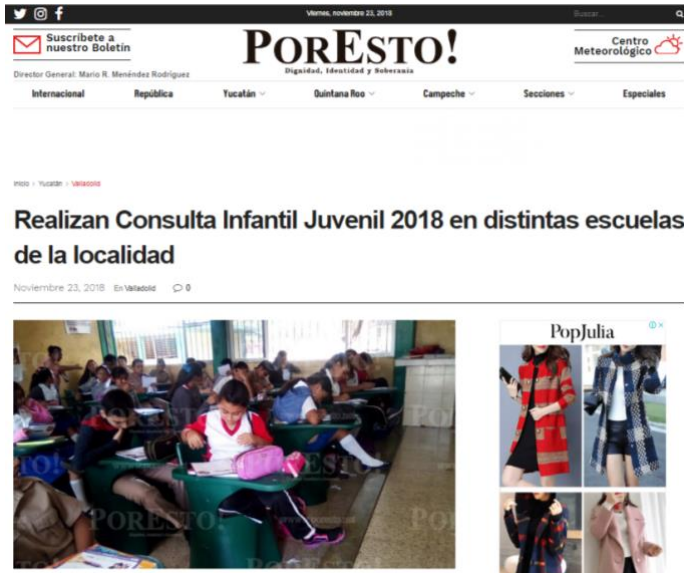 Viernes, noviembre 23, 2018
Buscar...
Suscríbete a
nuestro Boletín
POR ESTO!
Dignidad, Identidad y Soberanía
Centro
Meteorológico
Director General: Mario R. Menéndez Rodríguez
Internacional República Yucatán Quintana Roo Campeche Secciones Especiales
Inicio > Yucatán > Valladolid
Realizan Consulta Infantil Juvenil 2018 en distintas escuelas
de la localidad
Noviembre 23, 2018 En Valladolid 0
PopJulia
POR ESTO!